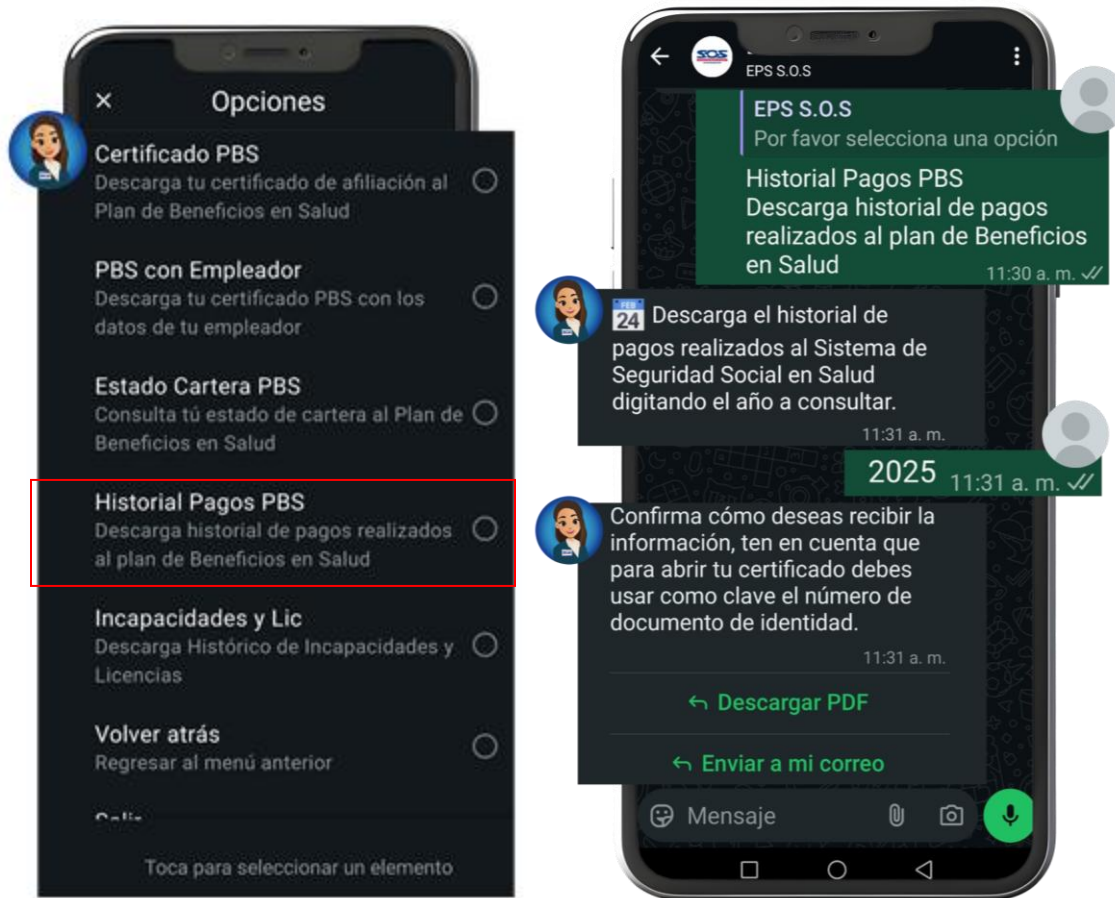 Opciones
Certificado PBS
Descarga tu certificado de afiliación al
Plan de Beneficios en Salud
PBS con Empleador
Descarga tu certificado PBS con los
datos de tu empleador
Estado Cartera PBS
Consulta tú estado de cartera al Plan de
Beneficios en Salud
Historial Pagos PBS
Descarga historial de pagos realizados
al plan de Beneficios en Salud
Incapacidades y Lic
Descarga Histórico de Incapacidades y
Licencias
Volver atrás
Regresar al menú anterior
Toca para seleccionar un elemento
SOS
EPS S.O.S
EPS S.O.S
Por favor selecciona una opción
Historial Pagos PBS
Descarga historial de pagos
realizados al plan de Beneficios
en Salud
11:30 a. m.
FEB
24 Descarga el historial de
pagos realizados al Sistema de
Seguridad Social en Salud
digitando el año a consultar.
11:31 a. m.
2025 11:31 a. m.
Confirma cómo deseas recibir la
información, ten en cuenta que
para abrir tu certificado debes
usar como clave el número de
documento de identidad.
11:31 a. m.
Descargar PDF
Enviar a mi correo
Mensaje